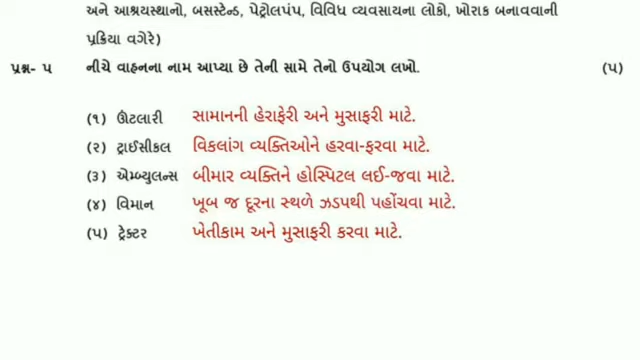 અને આશ્રયસ્થાનો, બસસ્ટેન્ડ, પેટ્રોલપંપ, વિવિધ વ્યવસાયના લોકો, ખોરાક બનાવવાની
પ્રક્રિયા વગેરે)
પ્રશ્ન- ૫ નીચે વાહનના નામ આપ્યા છે તેની સામે તેનો ઉપયોગ લખો. (૫)
(૧) ઊંટલારી સામાનની હેરાફેરી અને મુસાફરી માટે.
(૨) ટ્રાઈસીકલ વિકલાંગ વ્યક્તિઓને હરવા-ફરવા માટે.
(૩) એમ્બ્યુલન્સ બીમાર વ્યક્તિને હોસ્પિટલ લઈ-જવા માટે.
(૪) વિમાન ખૂબ જ દૂરના સ્થળે ઝડપથી પહોંચવા માટે.
(૫) ટ્રેક્ટર ખેતીકામ અને મુસાફરી કરવા માટે.